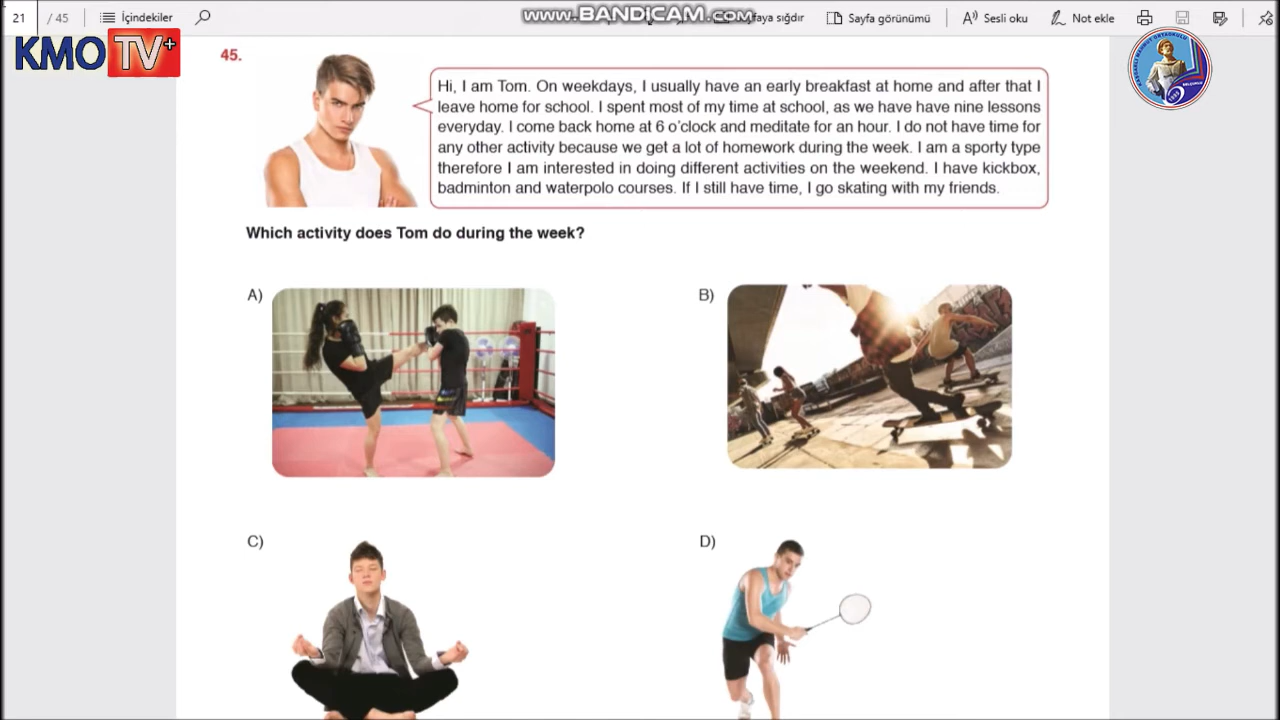 21 / 45 İçindekiler www.BANDICAM.com Sayfa görünümü Sesli oku Not ekle
KMO TV+
45.
Hi, I am Tom. On weekdays, I usually have an early breakfast at home and after that I
leave home for school. I spent most of my time at school, as we have have nine lessons
everyday. I come back home at 6 o'clock and meditate for an hour. I do not have time for
any other activity because we get a lot of homework during the week. I am a sporty type
therefore I am interested in doing different activities on the weekend. I have kickbox,
badminton and waterpolo courses. If I still have time, I go skating with my friends.
Which activity does Tom do during the week?
A)
B)
C)
D)